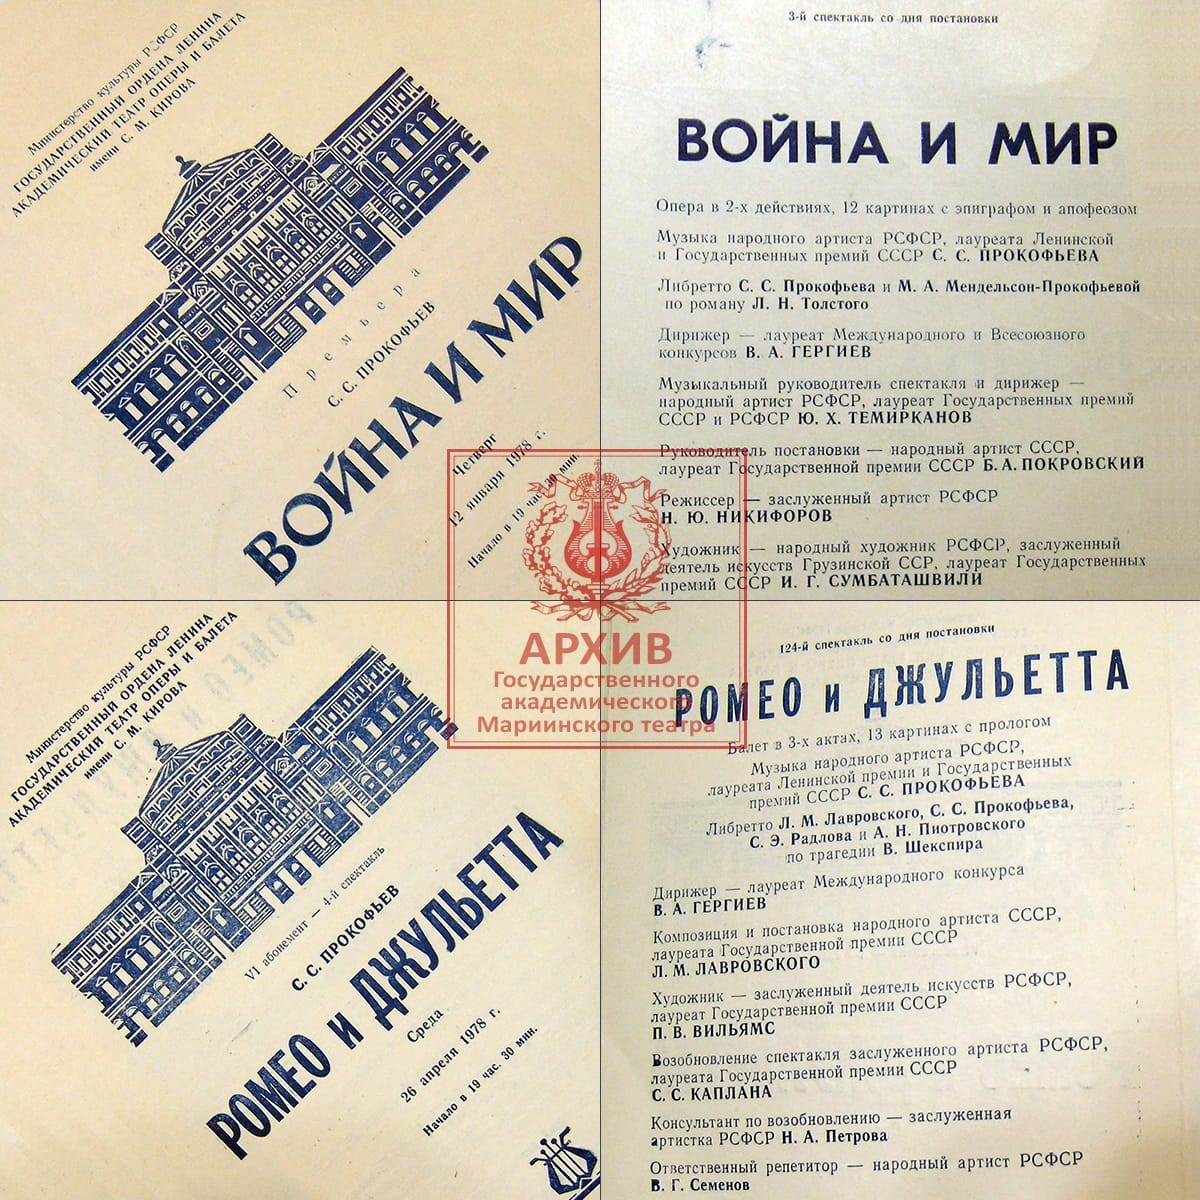 Министерство культуры РСФСР
ГОСУДАРСТВЕННЫЙ ОРДЕНА ЛЕНИНА
АКАДЕМИЧЕСКИЙ ТЕАТР ОПЕРЫ И БАЛЕТА
имени С. М. КИРОВА
Премьера
С. С. ПРОКОФЬЕВ
ВОЙНА И МИР
Четверг
12 января 1978 г.
Начало в 19 час. 30 мин.
3-й спектакль со дня постановки
ВОЙНА И МИР
Опера в 2-х действиях, 12 картинах с эпиграфом и апофеозом
Музыка народного артиста РСФСР, лауреата Ленинской
и Государственных премий СССР С. С. ПРОКОФЬЕВА
Либретто С. С. Прокофьева и М. А. Мендельсон-Прокофьевой
по роману Л. Н. Толстого
Дирижер — лауреат Международного и Всесоюзного
конкурсов В. А. ГЕРГИЕВ
Музыкальный руководитель спектакля и дирижер —
народный артист РСФСР, лауреат Государственных премий
СССР и РСФСР Ю. Х. ТЕМИРКАНОВ
Руководитель постановки — народный артист СССР,
лауреат Государственной премии СССР Б. А. ПОКРОВСКИЙ
Режиссер — заслуженный артист РСФСР
Н. Ю. НИКИФОРОВ
Художник — народный художник РСФСР, заслуженный
деятель искусств Грузинской ССР, лауреат Государственных
премий СССР И. Г. СУМБАТАШВИЛИ
АРХИВ
Государственного
академического
Мариинского театра
Министерство культуры РСФСР
ГОСУДАРСТВЕННЫЙ ОРДЕНА ЛЕНИНА
АКАДЕМИЧЕСКИЙ ТЕАТР ОПЕРЫ И БАЛЕТА
имени С. М. КИРОВА
VI абонемент — 4-й спектакль
С. С. ПРОКОФЬЕВ
РОМЕО и ДЖУЛЬЕТТА
Среда
26 апреля 1978 г.
Начало в 19 час. 30 мин.
124-й спектакль со дня постановки
РОМЕО и ДЖУЛЬЕТТА
Балет в 3-х актах, 13 картинах с прологом
Музыка народного артиста РСФСР,
лауреата Ленинской премии и Государственных
премий СССР С. С. ПРОКОФЬЕВА
Либретто Л. М. Лавровского, С. С. Прокофьева,
С. Э. Радлова и А. Н. Пиотровского
по трагедии В. Шекспира
Дирижер — лауреат Международного конкурса
В. А. ГЕРГИЕВ
Композиция и постановка народного артиста СССР,
лауреата Государственной премии СССР
Л. М. ЛАВРОВСКОГО
Художник — заслуженный деятель искусств РСФСР,
лауреат Государственной премии СССР
П. В. ВИЛЬЯМС
Возобновление спектакля заслуженного артиста РСФСР,
лауреата Государственной премии СССР
С. С. КАПЛАНА
Консультант по возобновлению — заслуженная
артистка РСФСР Н. А. Петрова
Ответственный репетитор — народный артист РСФСР
В. Г. Семенов